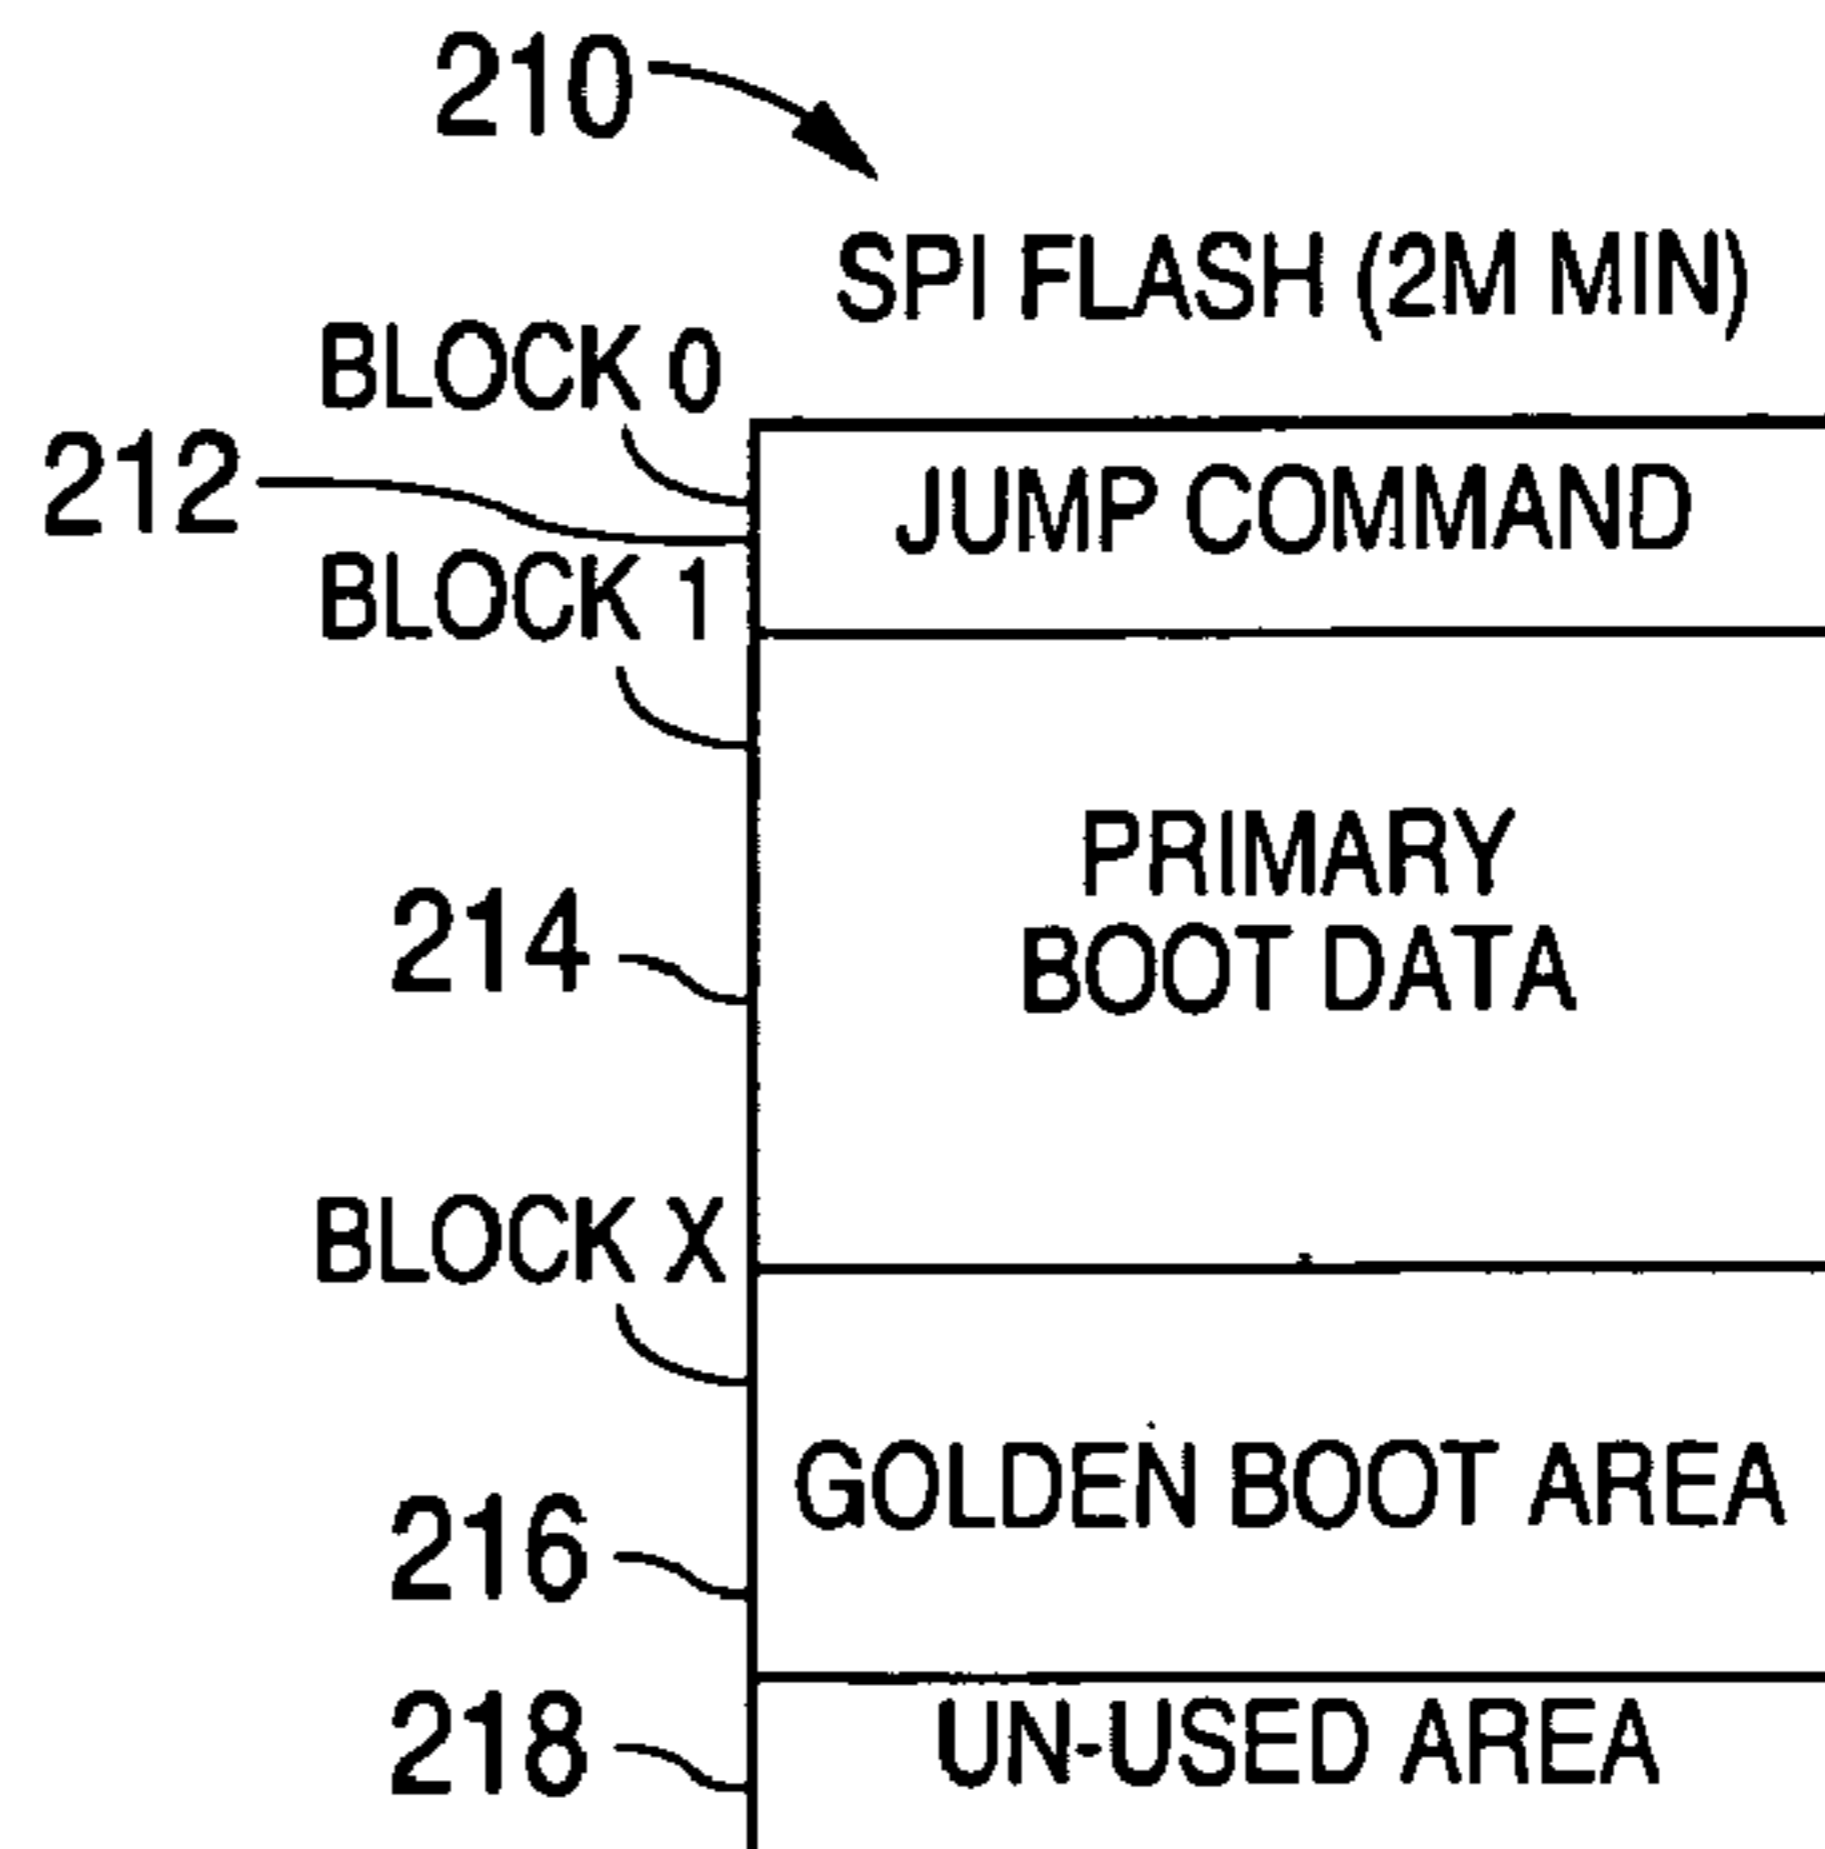 210
SPI FLASH (2M MIN)
BLOCK 0
212
JUMP COMMAND
BLOCK 1
PRIMARY
214
BOOT DATA
BLOCK X
GOLDEN BOOT AREA
216
218
UN-USED AREA